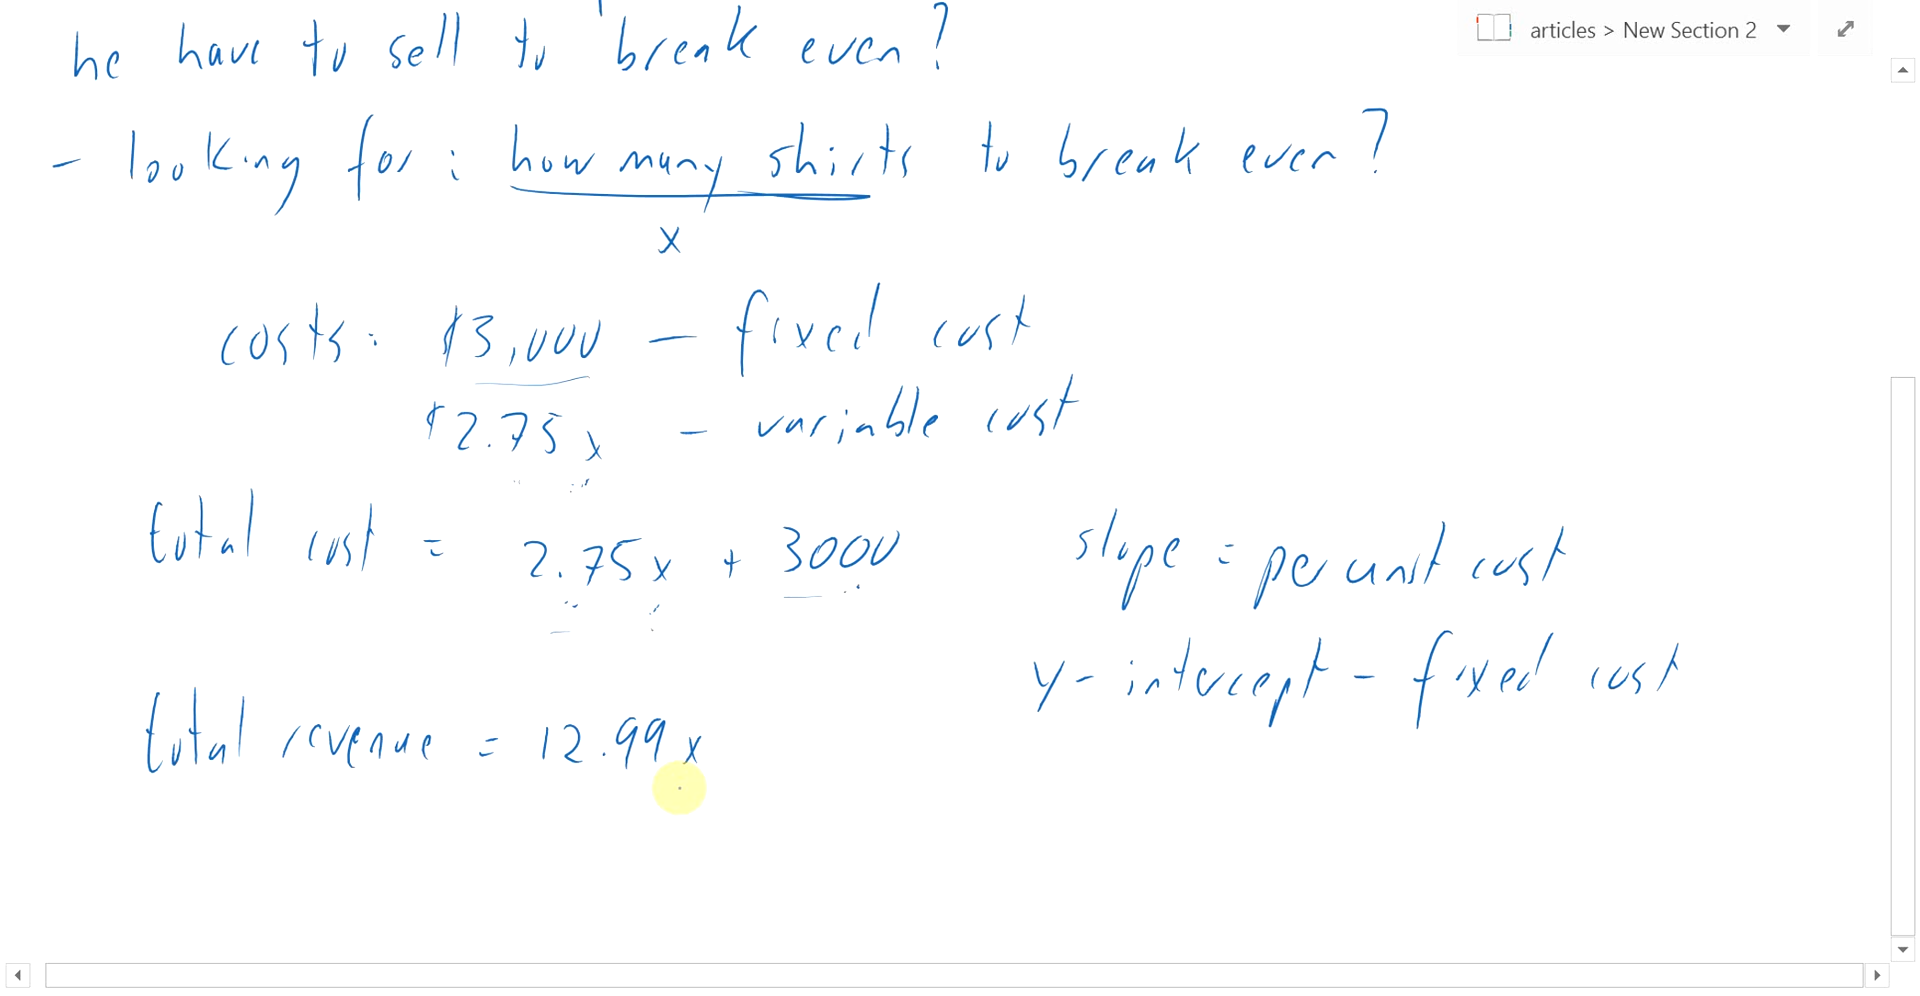 he have to sell to break even?
articles > New Section 2
- looking for: how many shirts to break even?
x
costs: $3,000 - fixed cost
$2.75x - variable cost
total cost = 2.75x + 3000
slope = per unit cost
y-intercept - fixed cost
total revenue = 12.99x